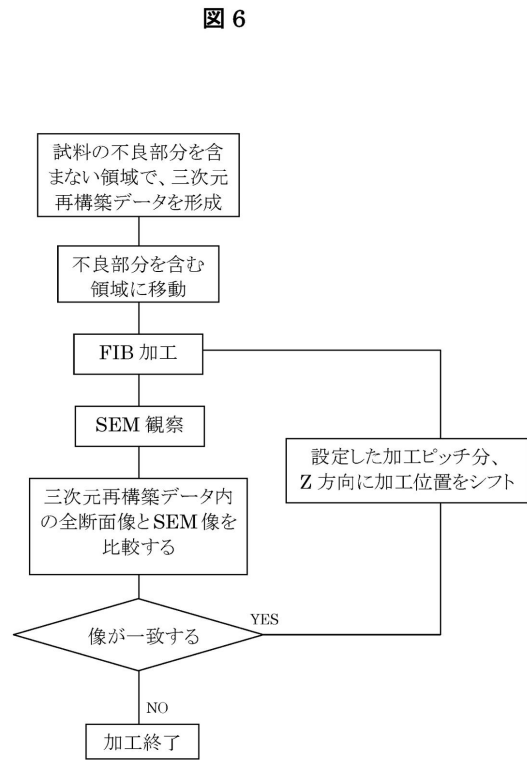 図 6
試料の不良部分を含
まない領域で、三次元
再構築データを形成
不良部分を含む
領域に移動
FIB 加工
SEM 観察
設定した加工ピッチ分、
Z 方向に加工位置をシフト
三次元再構築データ内
の全断面像とSEM 像を
比較する
像が一致する
YES
NO
加工終了